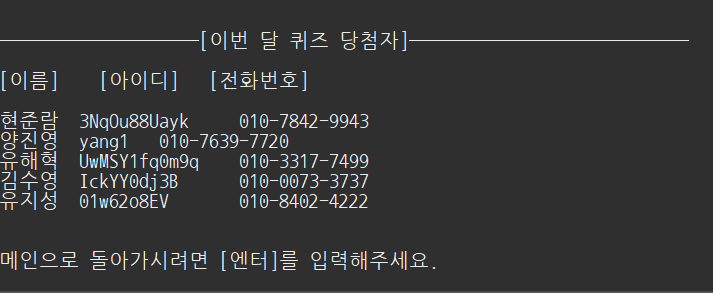 ────────────────────[이번 달 퀴즈 당첨자]────────────────────────────
[이름] [아이디] [전화번호]
현준람 3NqOu88Uayk 010-7842-9943
양진영 yang1 010-7639-7720
유해혁 UwMSY1fq0m9q 010-3317-7499
김수영 IckYY0dj3B 010-0073-3737
유지성 01w62o8EV 010-8402-4222
메인으로 돌아가시려면 [엔터]를 입력해주세요.